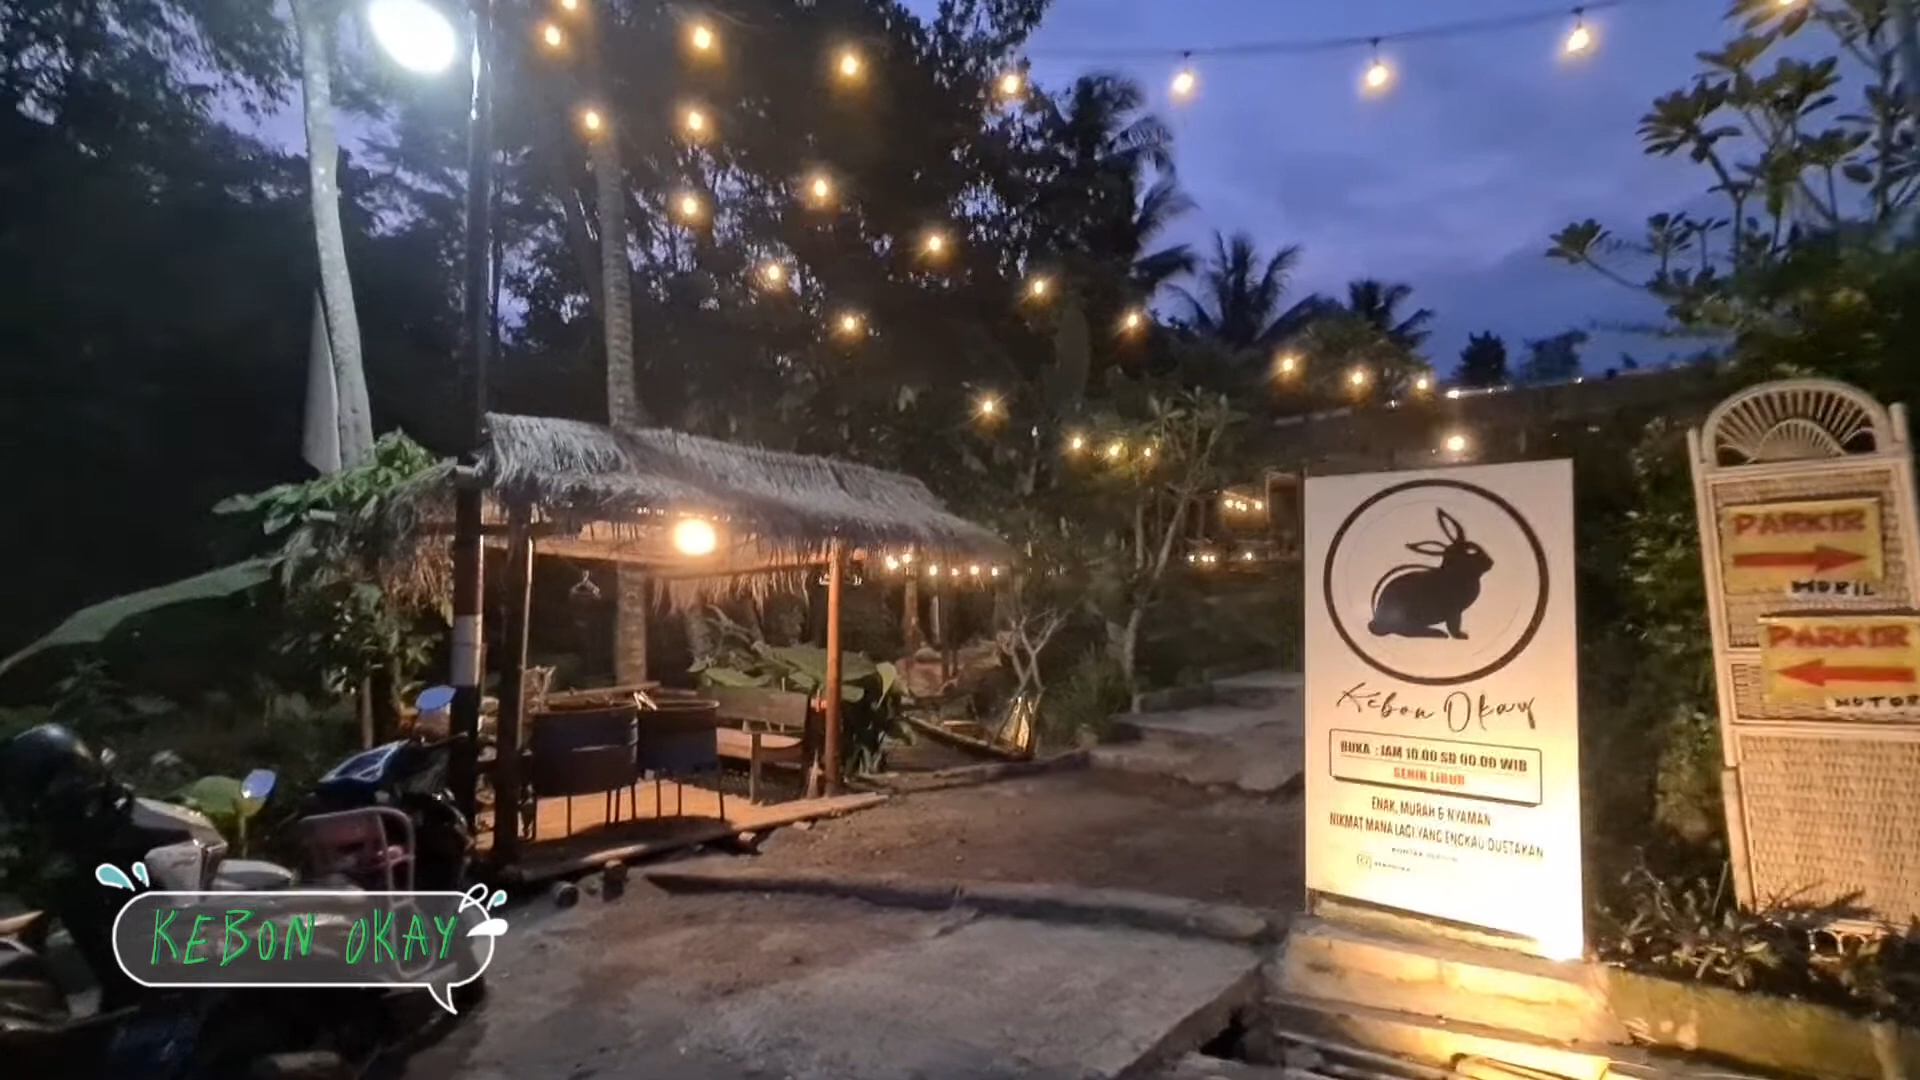 Kebon Okay
BUKA : JAM 10.00 SD 00.00 WIB
SENIN LIBUR
ENAK, MURAH & NYAMAN
NIKMAT MANA LAGI YANG ENGKAU DUSTAKAN
PARKIR
MOBIL
PARKIR
MOTOR
KEBON OKAY